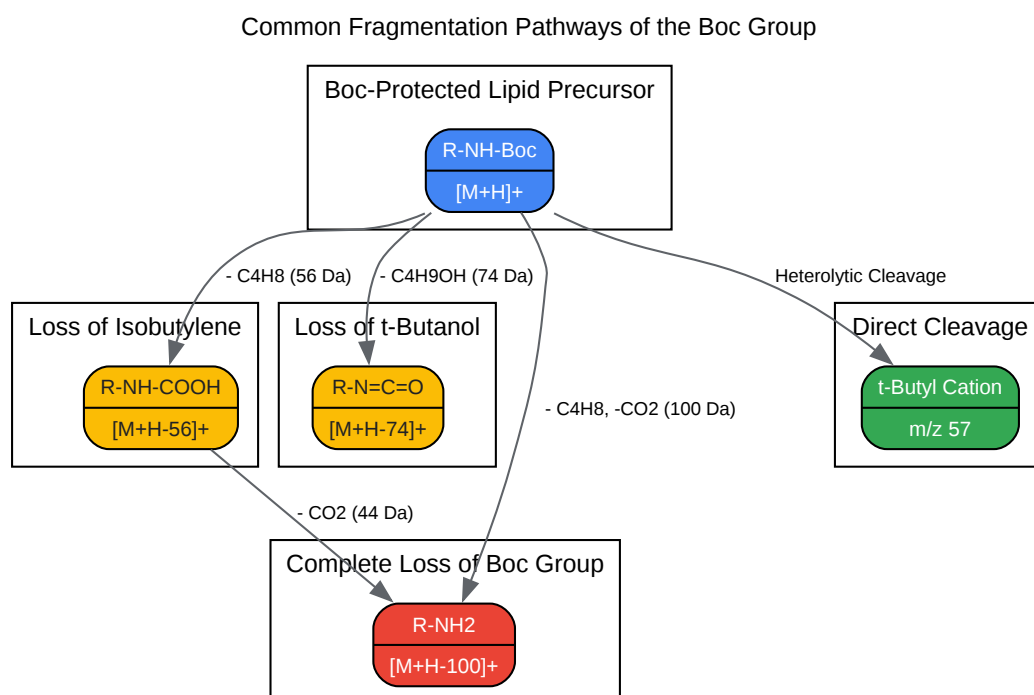 Common Fragmentation Pathways of the Boc Group
Boc-Protected Lipid Precursor
R-NH-Boc
[M+H]+
- C4H8 (56 Da)
- C4H9OH (74 Da)
Heterolytic Cleavage
Loss of Isobutylene
R-NH-COOH
[M+H-56]+
Loss of t-Butanol
R-N=C=O
[M+H-74]+
Direct Cleavage
t-Butyl Cation
m/z 57
- C4H8, -CO2 (100 Da)
- CO2 (44 Da)
Complete Loss of Boc Group
R-NH2
[M+H-100]+